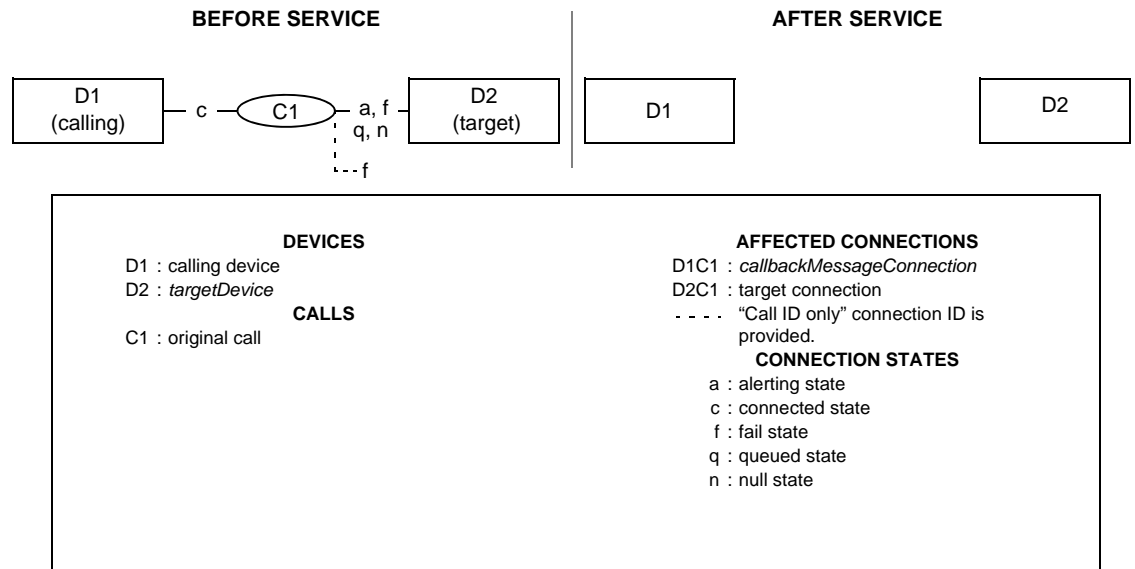 BEFORE SERVICE
AFTER SERVICE
D1
(calling)
c
C1
a, f
q, n
f
D2
(target)
D1
D2
DEVICES
D1 : calling device
D2 : targetDevice
CALLS
C1 : original call
AFFECTED CONNECTIONS
D1C1 : callbackMessageConnection
D2C1 : target connection
- - - - “Call ID only” connection ID is
provided.
CONNECTION STATES
a : alerting state
c : connected state
f : fail state
q : queued state
n : null state